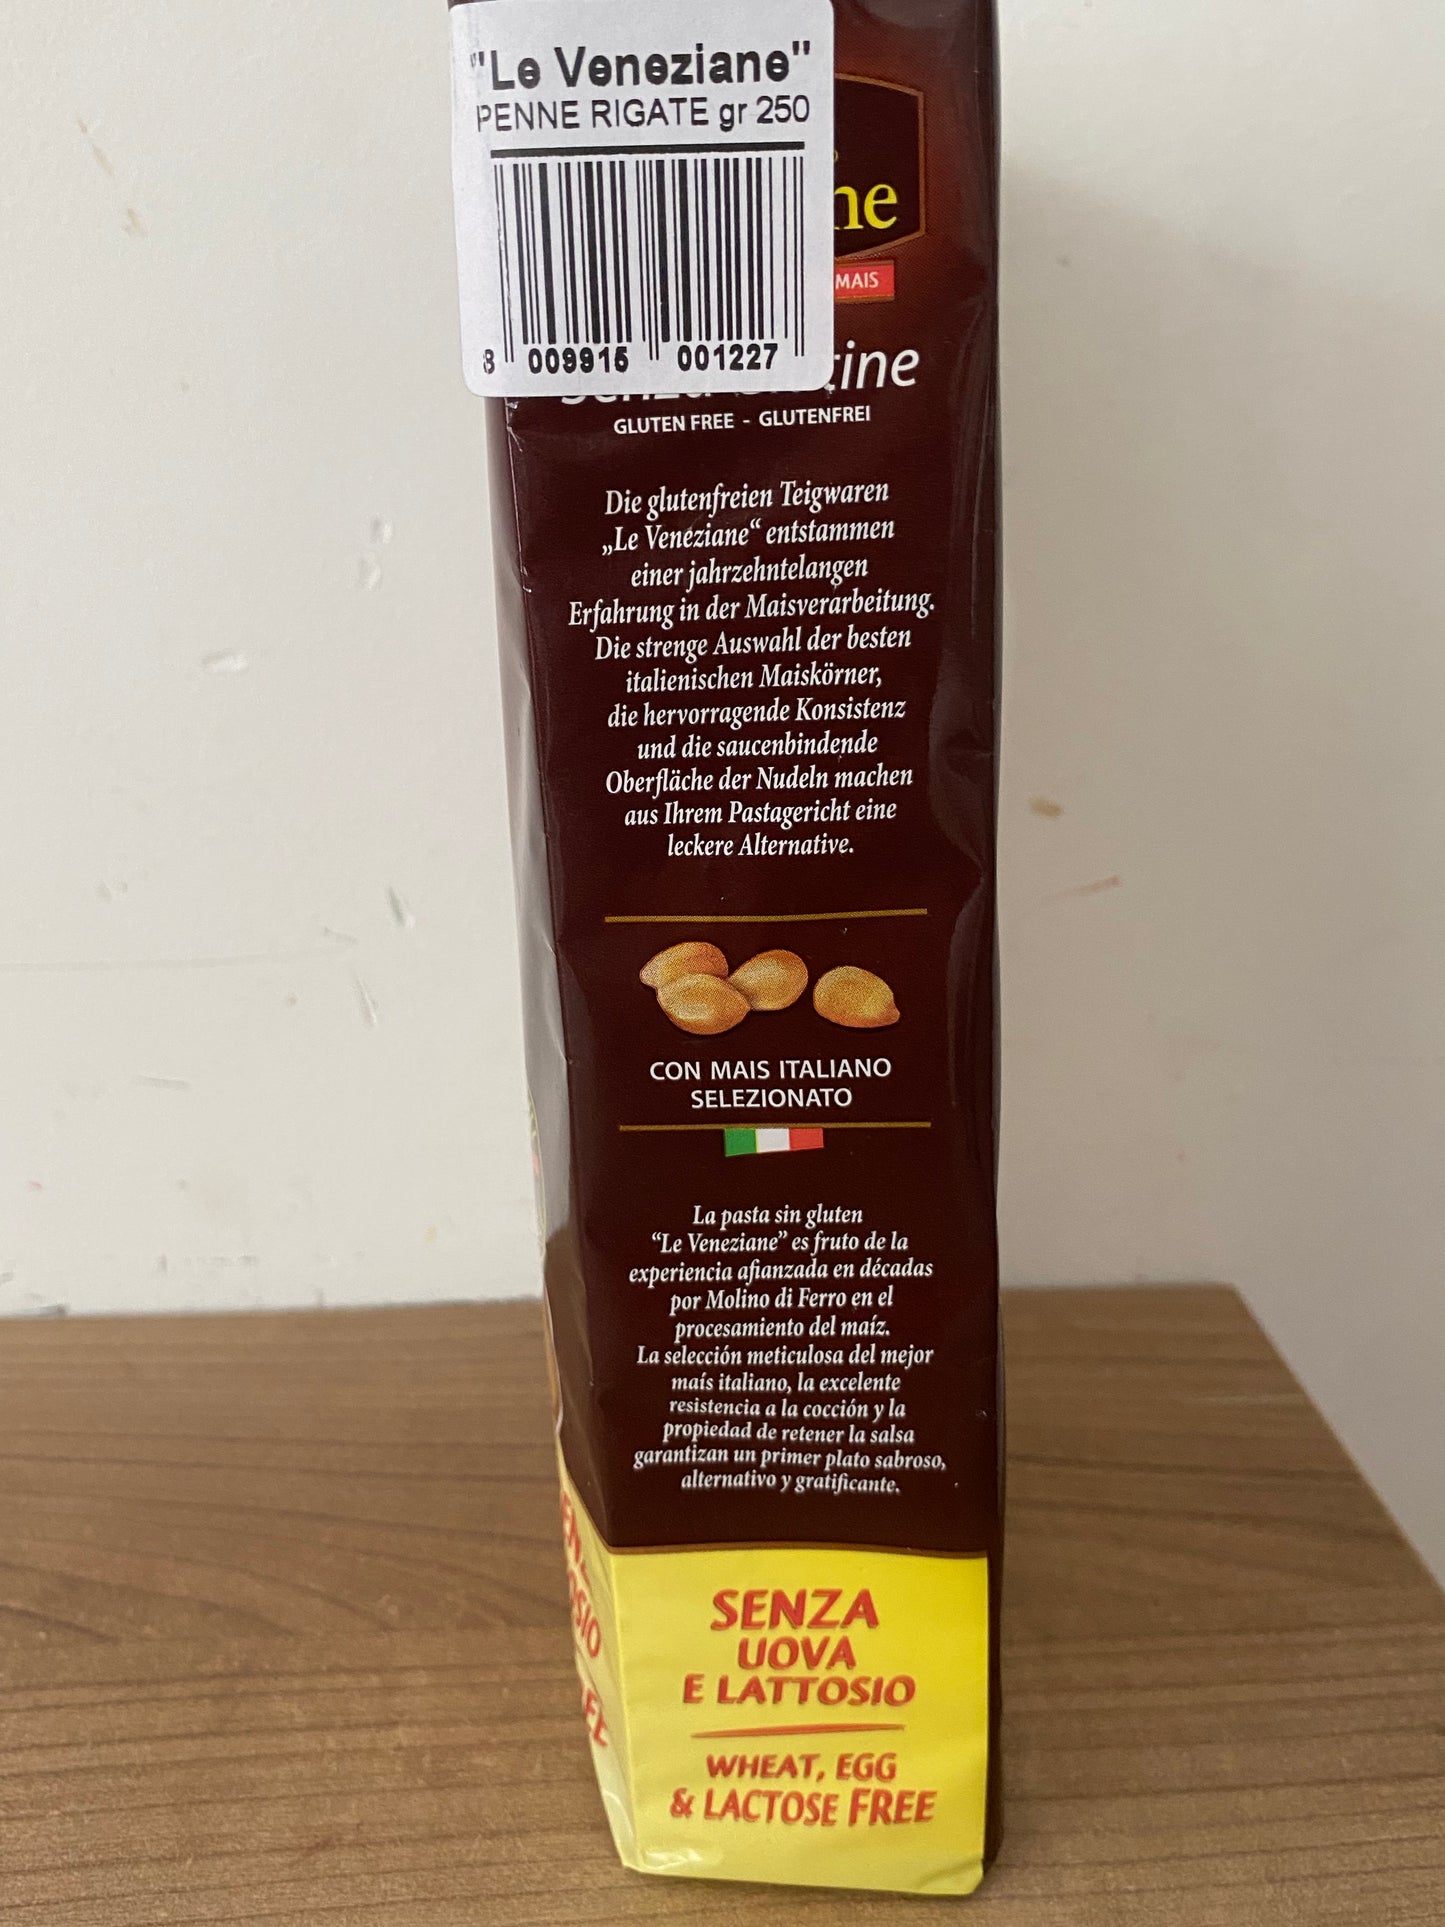 "Le Veneziane"
PENNE RIGATE gr 250
ne
MAIS
8 009915 001227
Senza Glutine
GLUTEN FREE - GLUTENFREI
Die glutenfreien Teigwaren
„Le Veneziane“ entstammen
einer jahrzehntelangen
Erfahrung in der Maisverarbeitung.
Die strenge Auswahl der besten
italienischen Maiskörner,
die hervorragende Konsistenz
und die saucenbindende
Oberfläche der Nudeln machen
aus Ihrem Pastagericht eine
leckere Alternative.
CON MAIS ITALIANO
SELEZIONATO
La pasta sin gluten
“Le Veneziane” es fruto de la
experiencia afianzada en décadas
por Molino di Ferro en el
procesamiento del maíz.
La selección meticulosa del mejor
maís italiano, la excelente
resistencia a la cocción y la
propiedad de retener la salsa
garantizan un primer plato sabroso,
alternativo y gratificante.
SENZA
UOVA
E LATTOSIO
WHEAT, EGG
& LACTOSE FREE